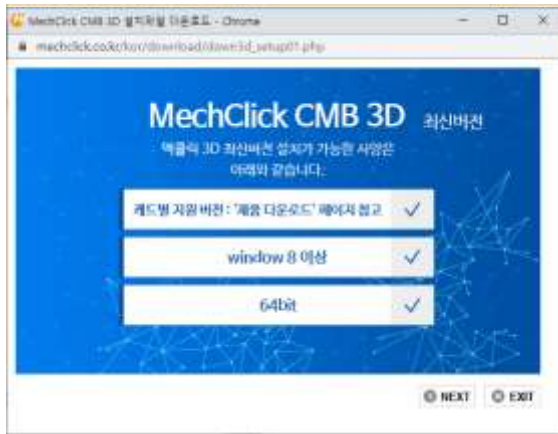 MechClick CMB 3D 설치파일 다운로드 - Chrome
mechclick.co.kr/kor/download/down3d_setup01.php
MechClick CMB 3D 최신버전
맥클릭 3D 최신버전 설치가 가능한 사양은
아래와 같습니다.
캐드별 지원 버전 : '제품 다운로드' 페이지 참고
window 8 이상
64bit
NEXT EXIT